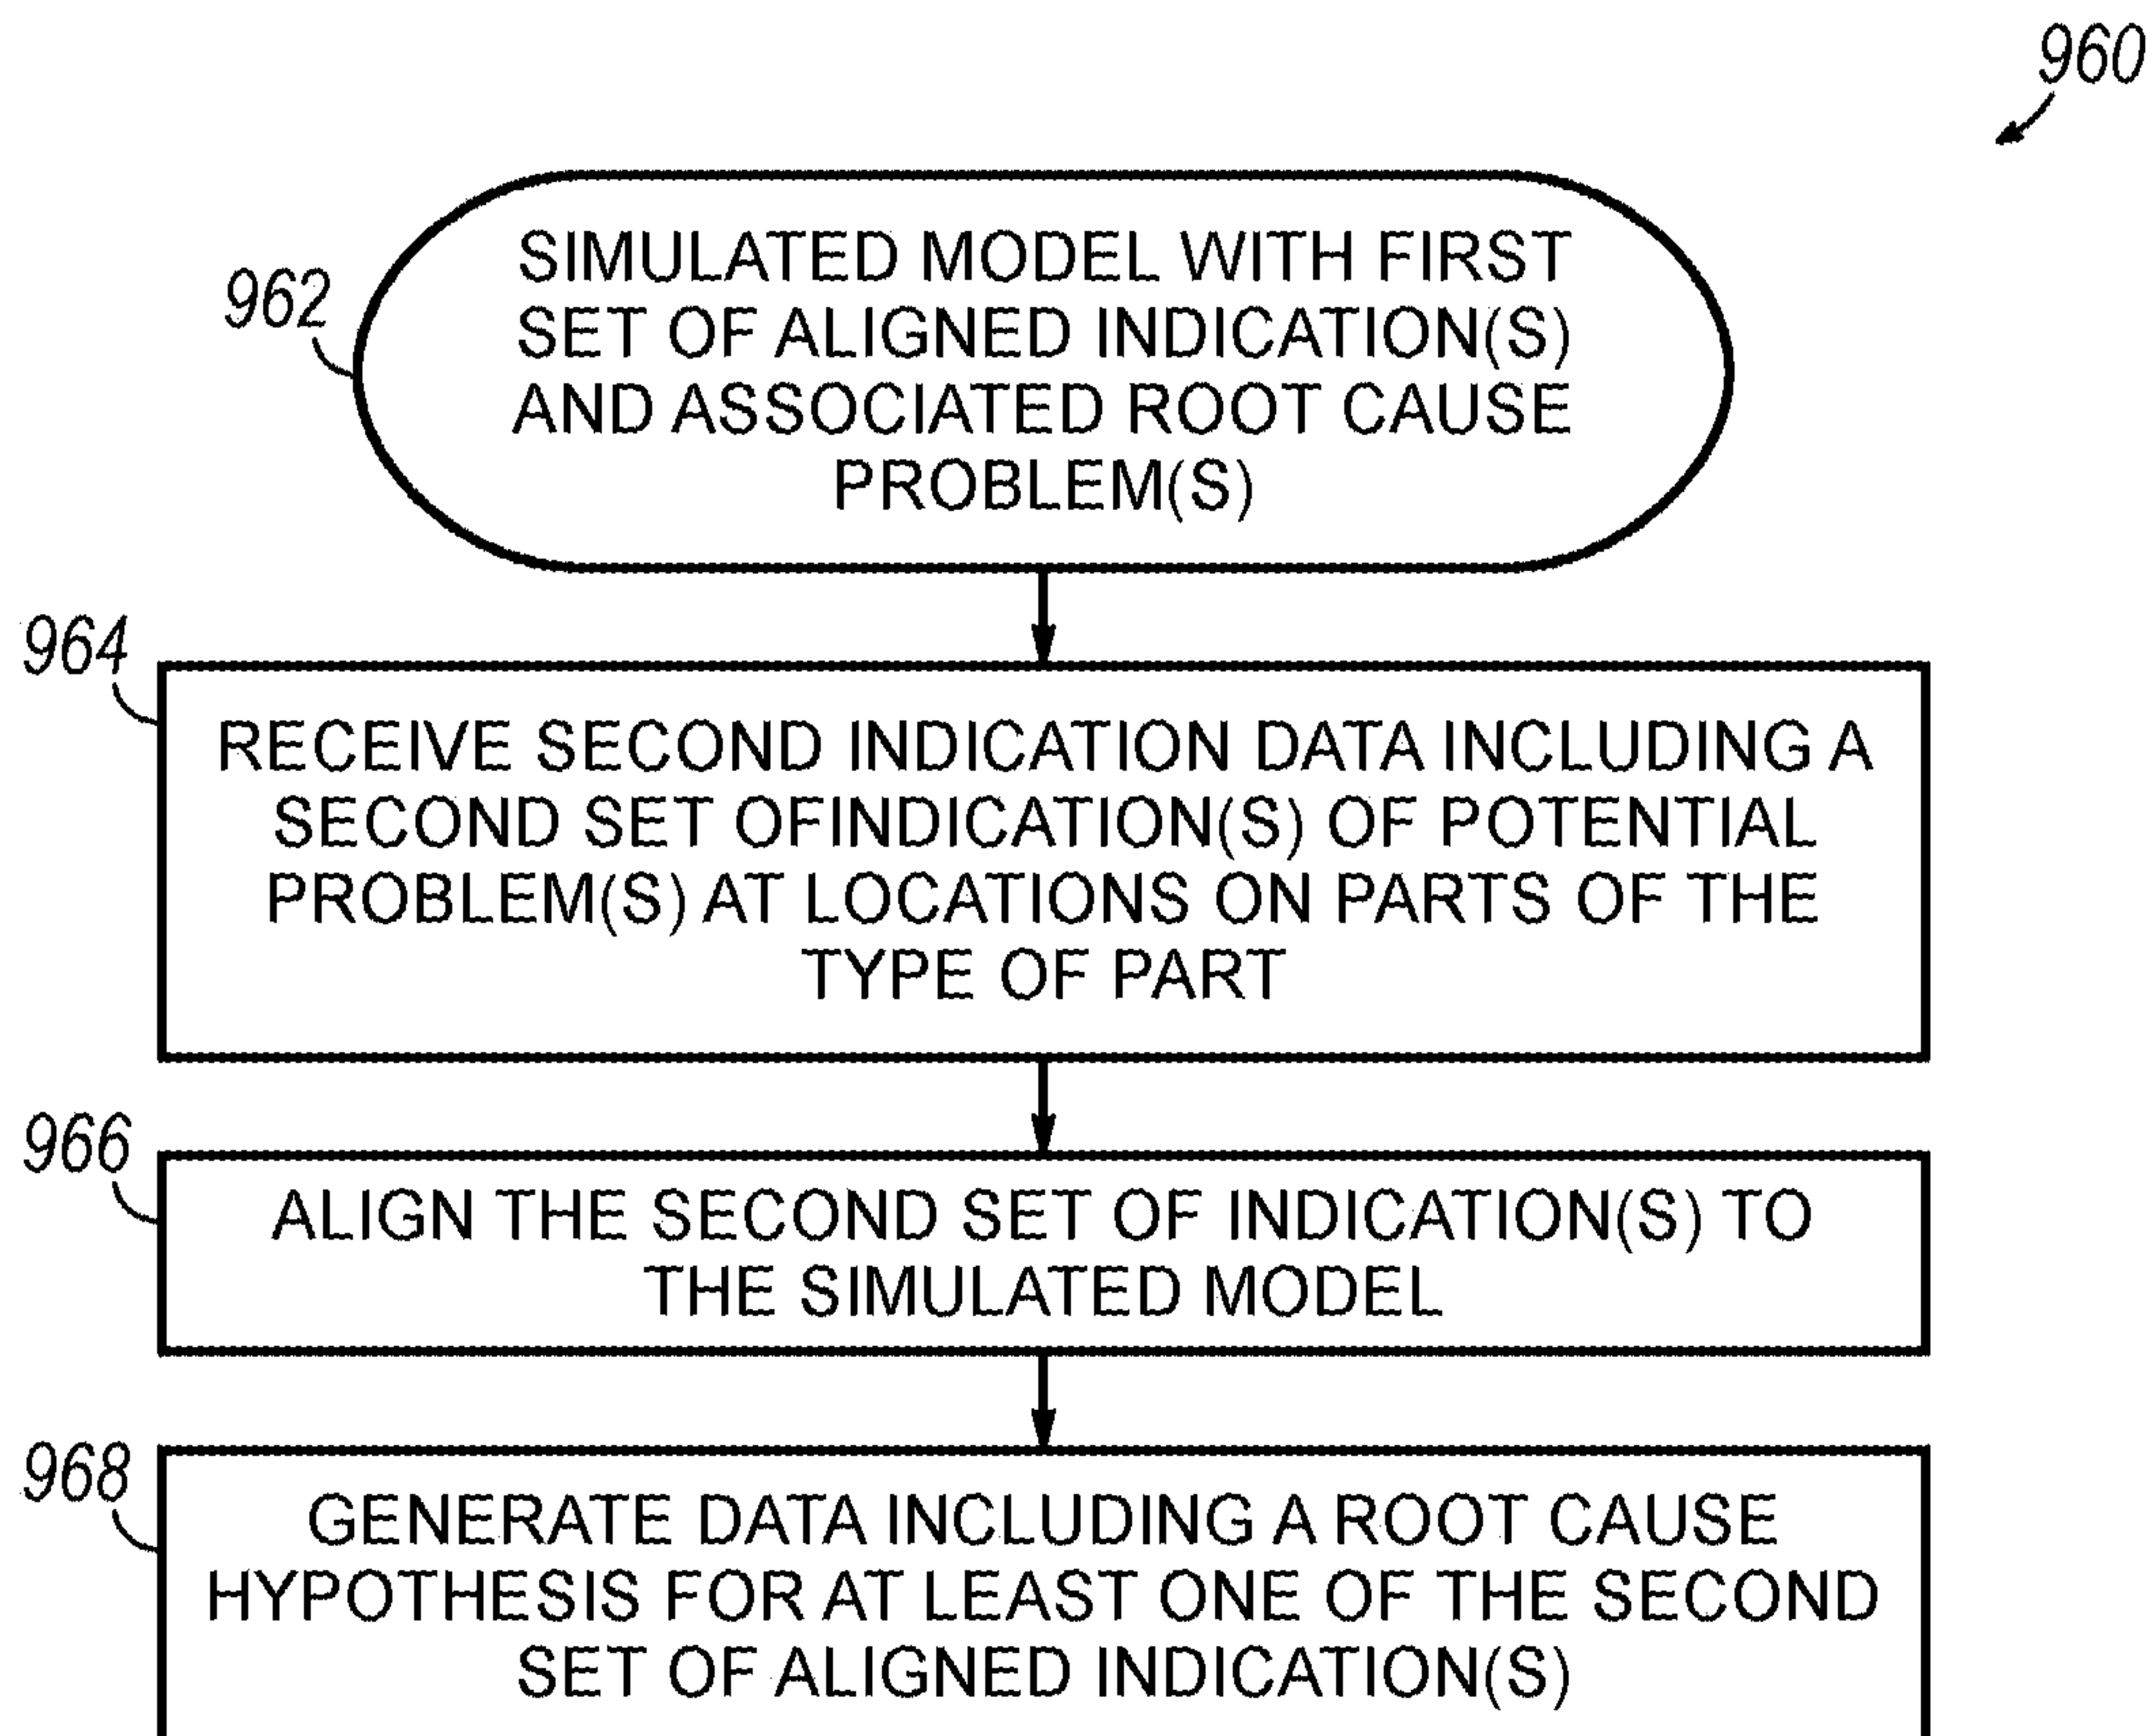 960
962
SIMULATED MODEL WITH FIRST
SET OF ALIGNED INDICATION(S)
AND ASSOCIATED ROOT CAUSE
PROBLEM(S)
964
RECEIVE SECOND INDICATION DATA INCLUDING A
SECOND SET OFINDICATION(S) OF POTENTIAL
PROBLEM(S) AT LOCATIONS ON PARTS OF THE
TYPE OF PART
966
ALIGN THE SECOND SET OF INDICATION(S) TO
THE SIMULATED MODEL
968
GENERATE DATA INCLUDING A ROOT CAUSE
HYPOTHESIS FOR AT LEAST ONE OF THE SECOND
SET OF ALIGNED INDICATION(S)